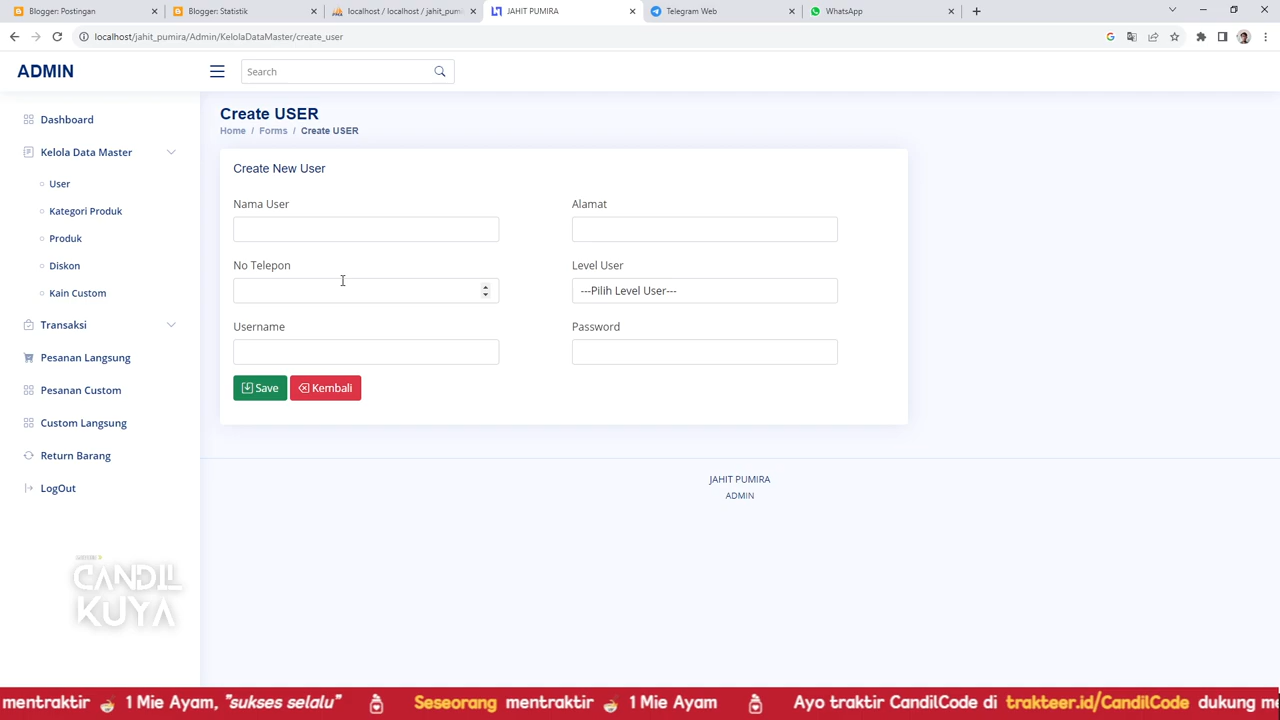 Blogger: Postingan
Blogger: Statistik
localhost / localhost / jahit_pumi
JAHIT PUMIRA
Telegram Web
WhatsApp
localhost/jahit_pumira/Admin/KelolaDataMaster/create_user
ADMIN
Search
Dashboard
Kelola Data Master
User
Kategori Produk
Produk
Diskon
Kain Custom
Transaksi
Pesanan Langsung
Pesanan Custom
Custom Langsung
Return Barang
LogOut
Create USER
Home / Forms / Create USER
Create New User
Nama User
Alamat
No Telepon
Level User
---Pilih Level User---
Username
Password
Save
Kembali
JAHIT PUMIRA
ADMIN
CANDIL
KUYA
mentraktir 1 Mie Ayam, "sukses selalu" Seseorang mentraktir 1 Mie Ayam Ayo traktir CandilCode di trakteer.id/CandilCode dukung me